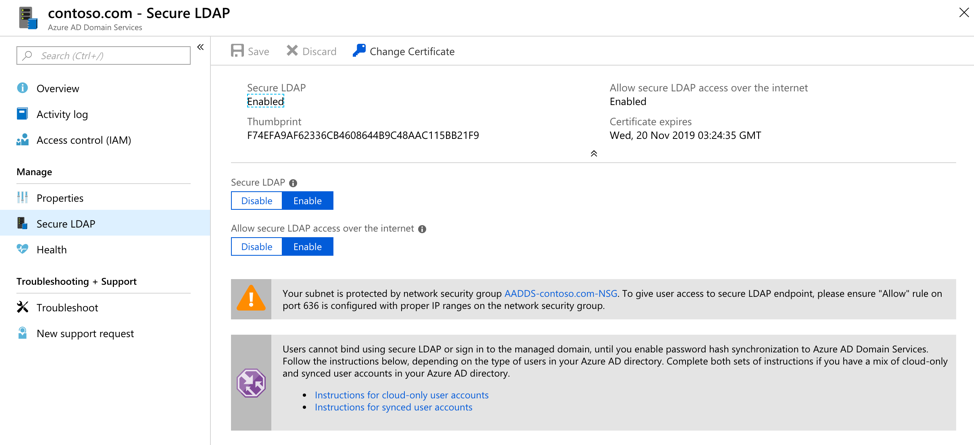 contoso.com - Secure LDAP
Azure AD Domain Services
Search (Ctrl+/)
Overview
Activity log
Access control (IAM)
Manage
Properties
Secure LDAP
Health
Troubleshooting + Support
Troubleshoot
New support request
Save Discard Change Certificate
Secure LDAP
Enabled
Allow secure LDAP access over the internet
Enabled
Thumbprint
F74EFA9AF62336CB4608644B9C48AAC115BB21F9
Certificate expires
Wed, 20 Nov 2019 03:24:35 GMT
Secure LDAP
Disable Enable
Allow secure LDAP access over the internet
Disable Enable
Your subnet is protected by network security group AADDS-contoso.com-NSG. To give user access to secure LDAP endpoint, please ensure "Allow" rule on
port 636 is configured with proper IP ranges on the network security group.
Users cannot bind using secure LDAP or sign in to the managed domain, until you enable password hash synchronization to Azure AD Domain Services.
Follow the instructions below, depending on the type of users in your Azure AD directory. Complete both sets of instructions if you have a mix of cloud-only
and synced user accounts in your Azure AD directory.
• Instructions for cloud-only user accounts
• Instructions for synced user accounts